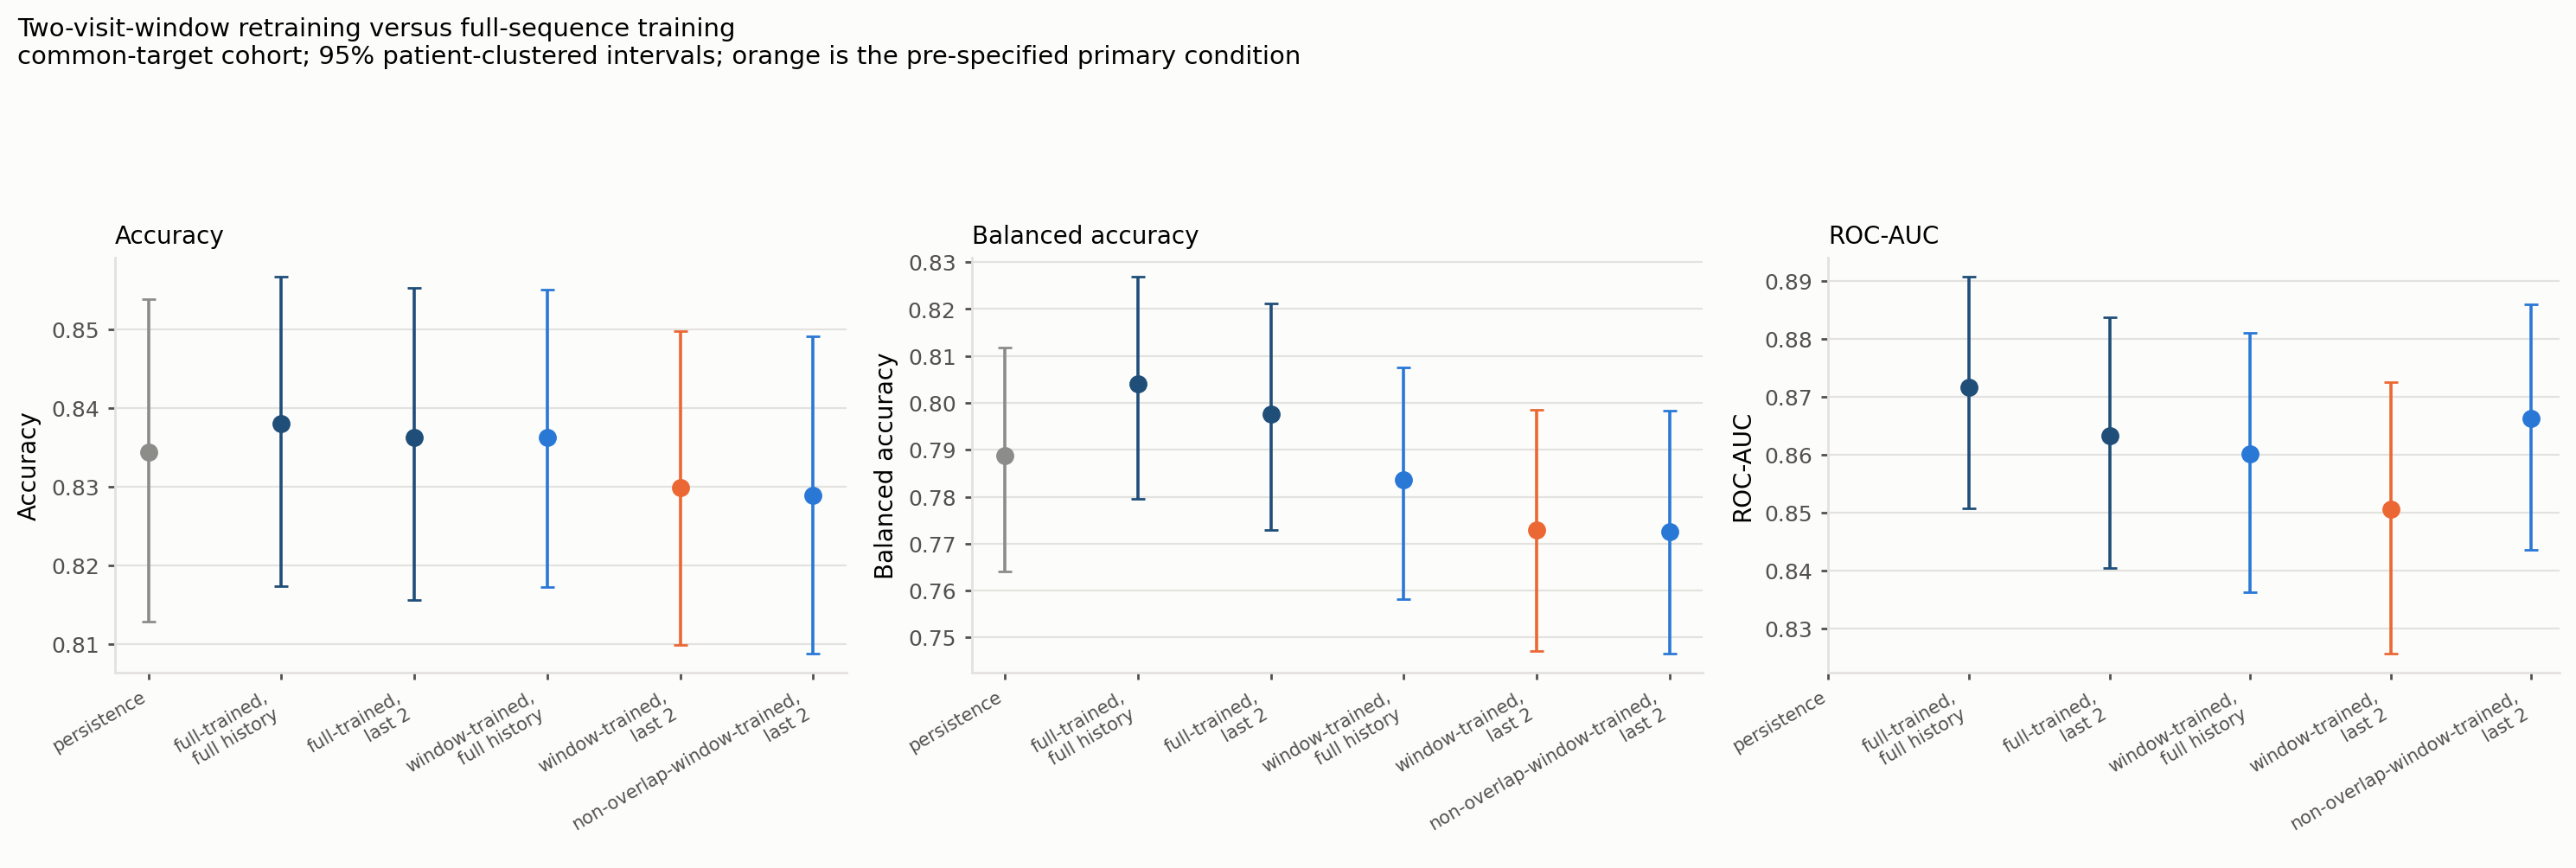 Two-visit-window retraining versus full-sequence training
common-target cohort; 95% patient-clustered intervals; orange is the pre-specified primary condition
Accuracy
Accuracy
0.85
0.84
0.83
0.82
0.81
persistence
full-trained,
full history
full-trained,
last 2
window-trained,
full history
window-trained,
last 2
non-overlap-window-trained,
last 2
Balanced accuracy
Balanced accuracy
0.83
0.82
0.81
0.80
0.79
0.78
0.77
0.76
0.75
persistence
full-trained,
full history
full-trained,
last 2
window-trained,
full history
window-trained,
last 2
non-overlap-window-trained,
last 2
ROC-AUC
ROC-AUC
0.89
0.88
0.87
0.86
0.85
0.84
0.83
persistence
full-trained,
full history
full-trained,
last 2
window-trained,
full history
window-trained,
last 2
non-overlap-window-trained,
last 2